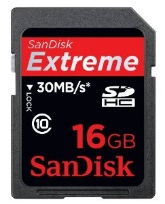 SanDisk
Extreme
30MB/s*
SD
HC
LOCK
10
16GB
SanDisk